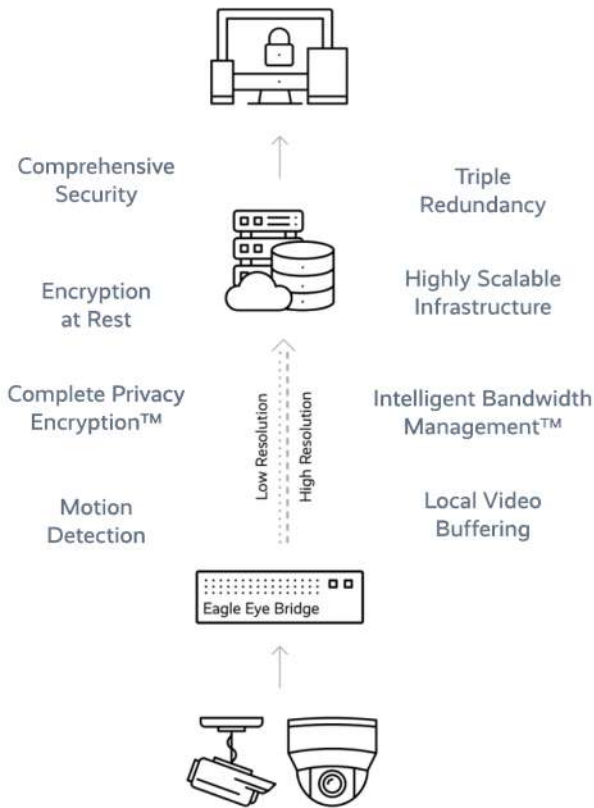 Comprehensive
Security
Triple
Redundancy
Encryption
at Rest
Highly Scalable
Infrastructure
Complete Privacy
Encryption™
Low Resolution
High Resolution
Intelligent Bandwidth
Management™
Motion
Detection
Local Video
Buffering
Eagle Eye Bridge